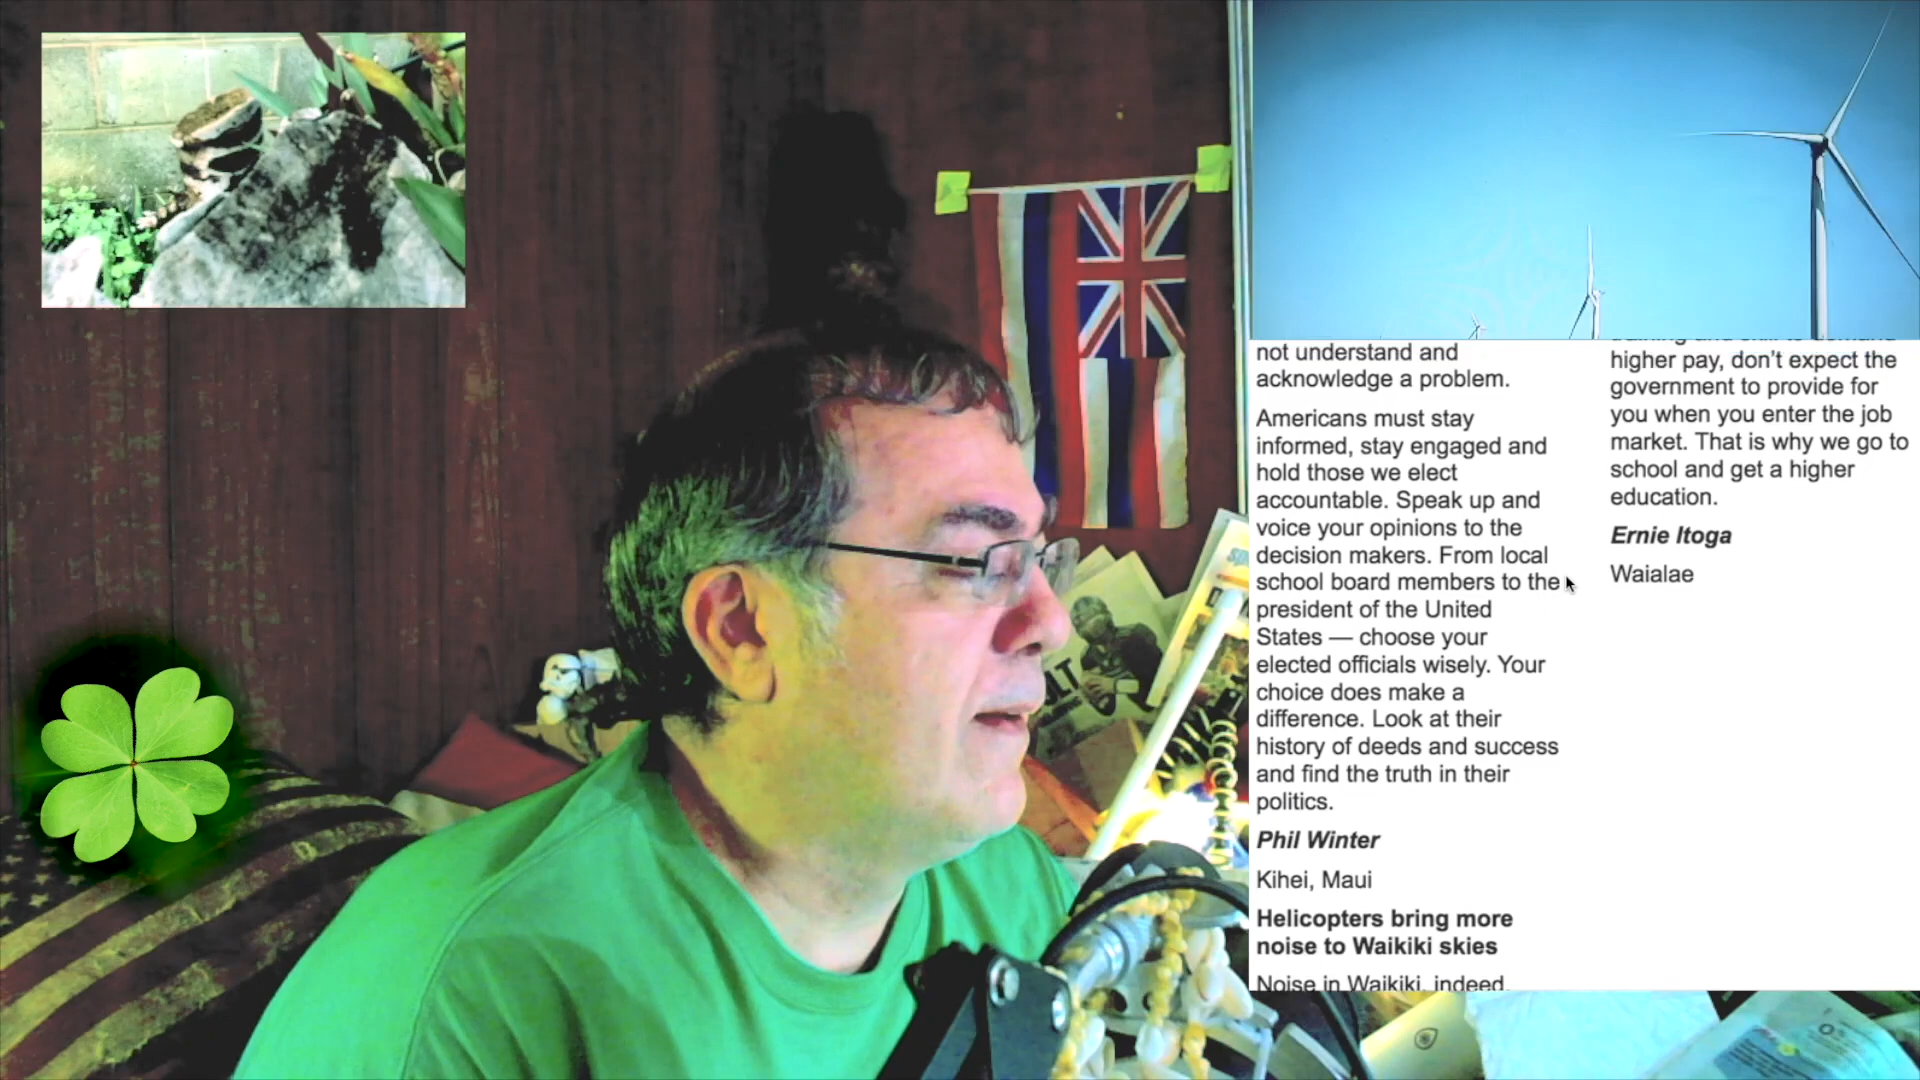 not understand and
acknowledge a problem.
Americans must stay
informed, stay engaged and
hold those we elect
accountable. Speak up and
voice your opinions to the
decision makers. From local
school board members to the
president of the United
States — choose your
elected officials wisely. Your
choice does make a
difference. Look at their
history of deeds and success
and find the truth in their
politics.
Phil Winter
Kihei, Maui
Helicopters bring more
noise to Waikiki skies
Noise in Waikiki, indeed.
higher pay, don't expect the
government to provide for
you when you enter the job
market. That is why we go to
school and get a higher
education.
Ernie Itoga
Waialae